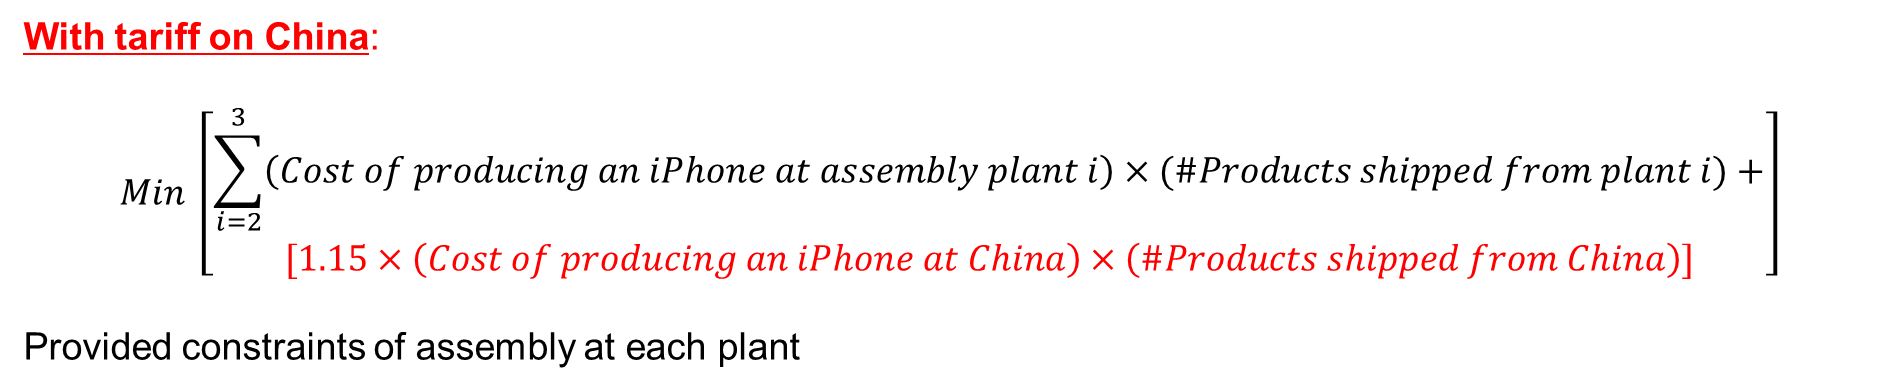 With tariff on China:
3
Min [∑(Cost of producing an iPhone at assembly plant i) × (#Products shipped from plant i) +]
i=2
[1.15 × (Cost of producing an iPhone at China) × (#Products shipped from China)]
Provided constraints of assembly at each plant